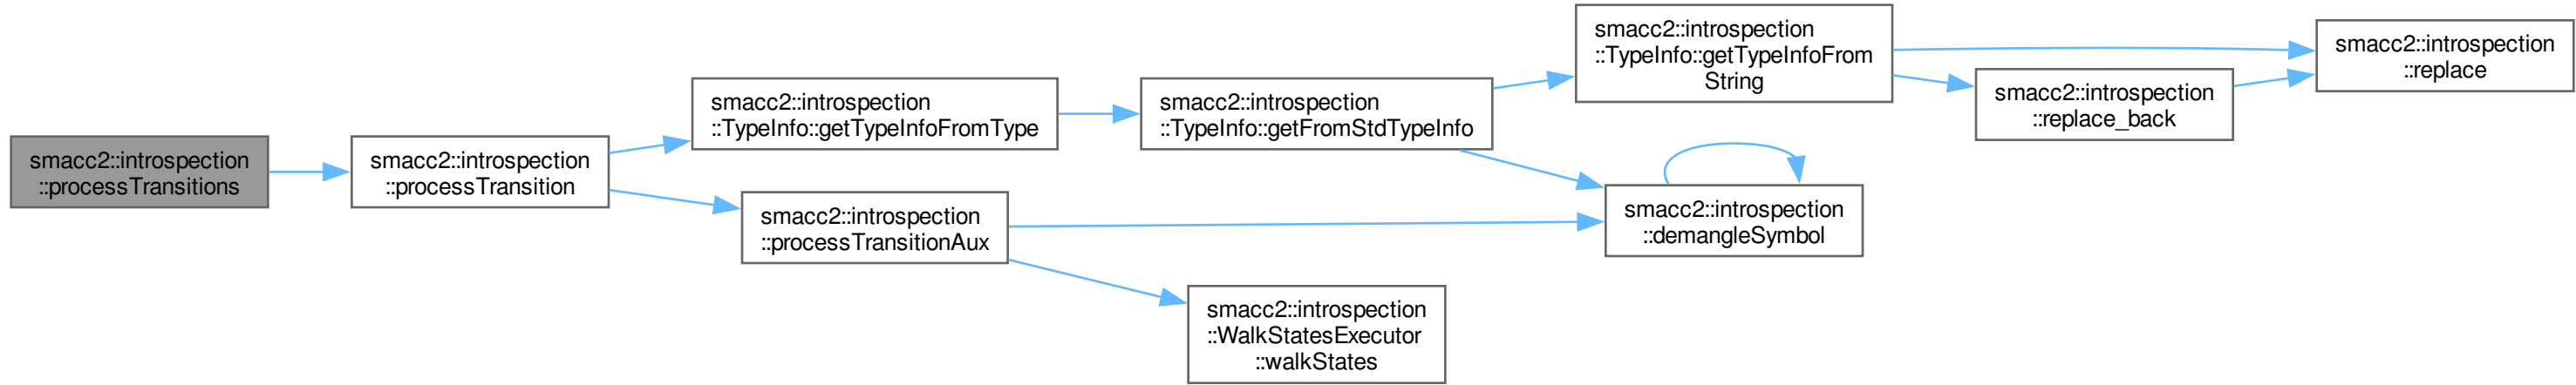 smacc2::introspection
::processTransitions
smacc2::introspection
::processTransition
smacc2::introspection
::TypeInfo::getTypeInfoFromType
smacc2::introspection
::processTransitionAux
smacc2::introspection
::TypeInfo::getFromStdTypeInfo
smacc2::introspection
::WalkStatesExecutor
::walkStates
smacc2::introspection
::TypeInfo::getTypeInfoFrom
String
smacc2::introspection
::demangleSymbol
smacc2::introspection
::replace_back
smacc2::introspection
::replace